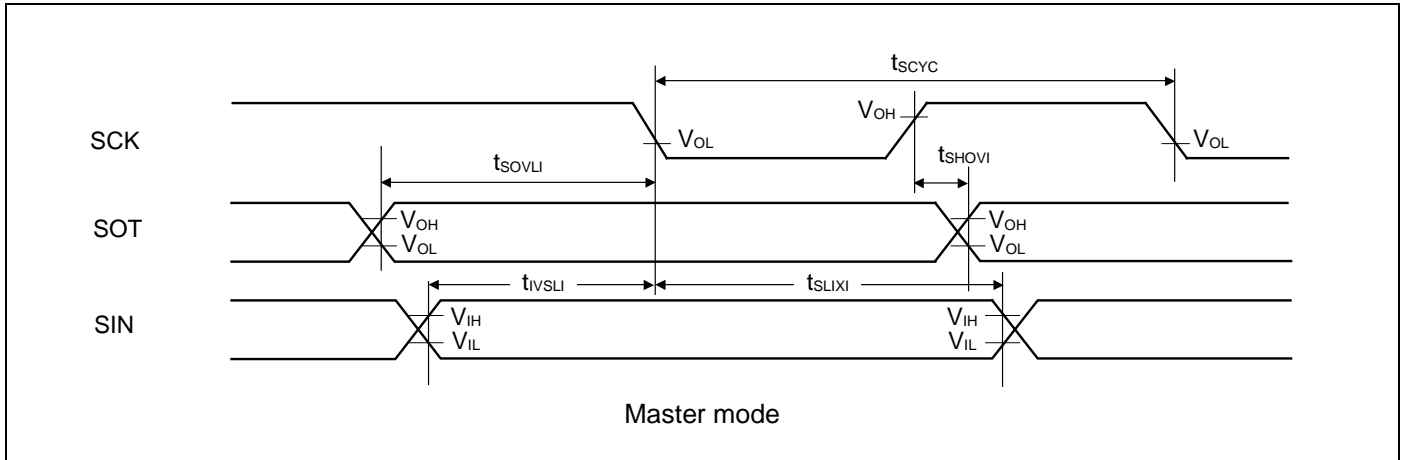 tSCYC
SCK
VOH
VOL
VOL
tSHOVI
tSOVLI
SOT
VOH
VOL
VOH
VOL
tIVSLI
tSLIXI
SIN
VIH
VIL
VIH
VIL
Master mode